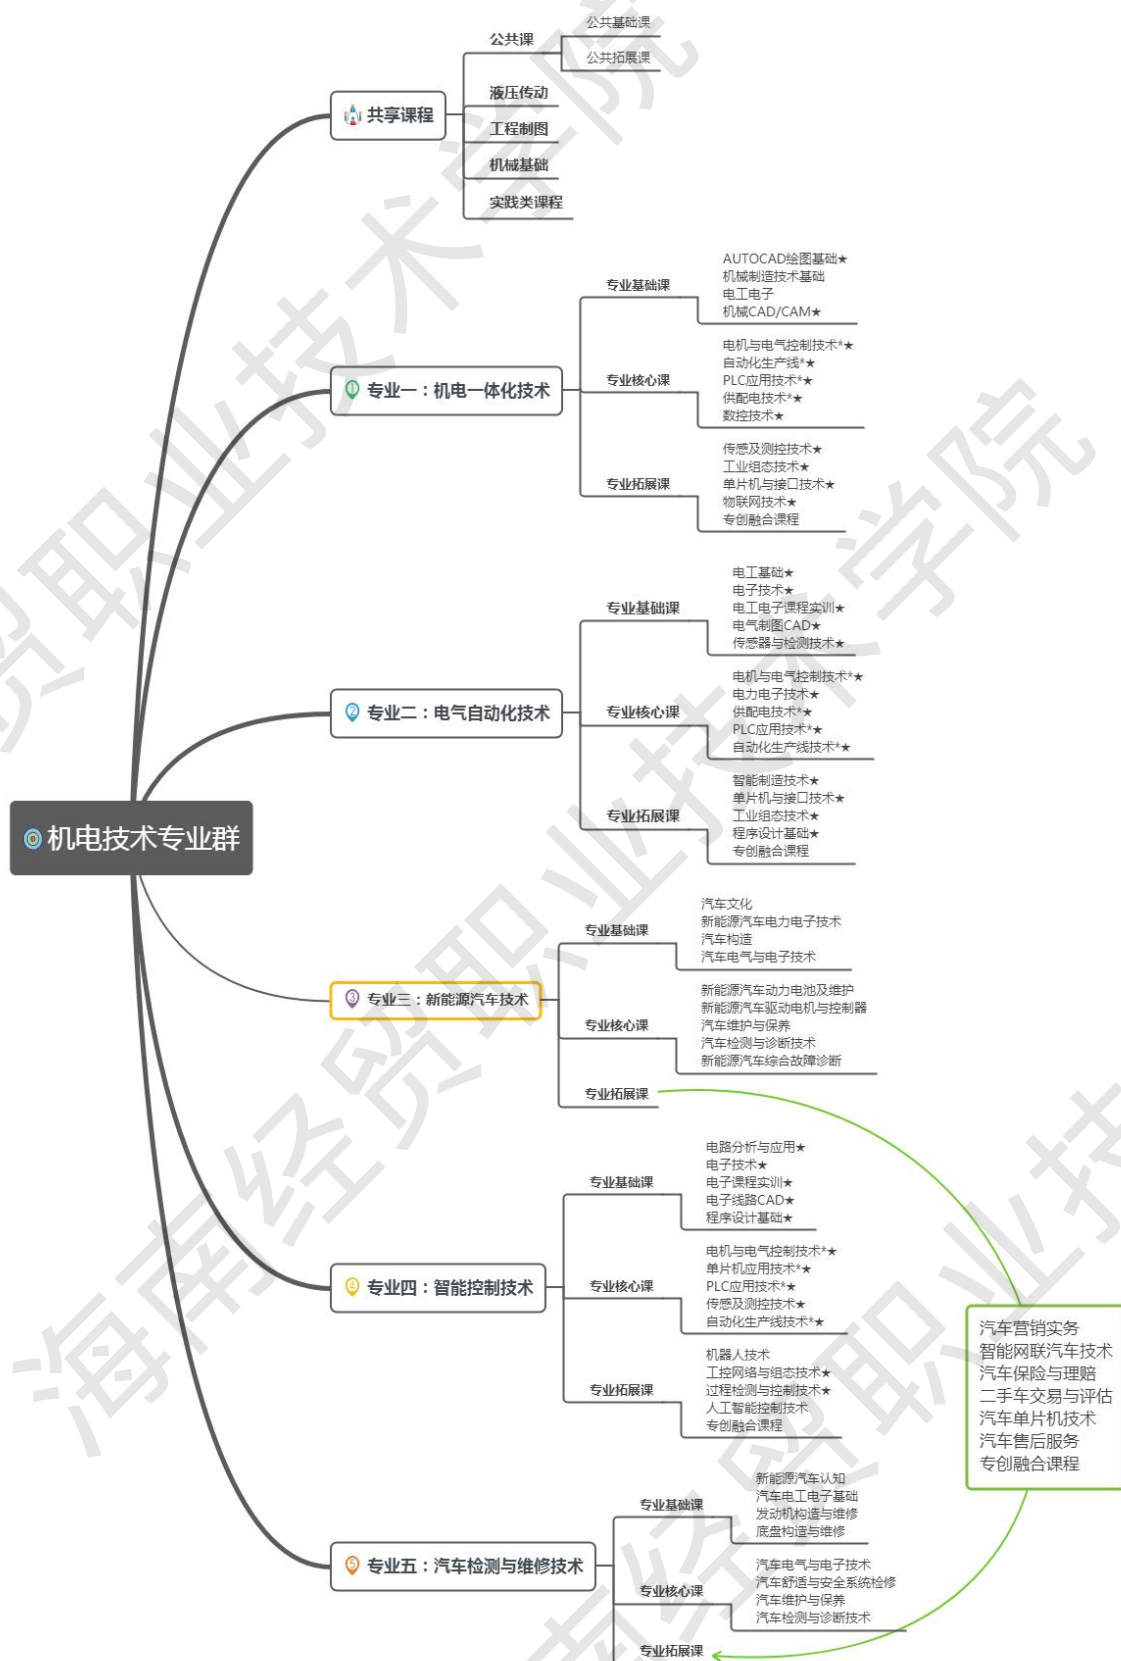 公共基础课
公共课
公共拓展课
液压传动
共享课程
工程制图
机械基础
实践类课程
AUTOCAD绘图基础★
专业基础课
机械制造技术基础
电工电子
机械CAD/CAM★
电机与电气控制技术*★
自动化生产线*★
专业核心课
PLC应用技术*★
① 专业一：机电一体化技术
供配电技术*★
数控技术★
传感及测控技术★
工业组态技术★
专业拓展课
单片机与接口技术★
物联网技术★
专创融合课程
电工基础★
电子技术★
专业基础课
电工电子课程实训★
电气制图CAD★
传感器与检测技术★
电机与电气控制技术*★
电力电子技术★
② 专业二：电气自动化技术
专业核心课
供配电技术*★
PLC应用技术*★
自动化生产线技术*★
智能制造技术★
单片机与接口技术★
专业拓展课
工业组态技术★
程序设计基础★
专创融合课程
机电技术专业群
汽车文化
新能源汽车电力电子技术
专业基础课
汽车构造
汽车电气与电子技术
新能源汽车动力电池及维护
③ 专业三：新能源汽车技术
新能源汽车驱动电机与控制器
专业核心课
汽车维护与保养
汽车检测与诊断技术
新能源汽车综合故障诊断
专业拓展课
电路分析与应用★
电子技术★
专业基础课
电子课程实训★
电子线路CAD★
程序设计基础★
电机与电气控制技术*★
单片机应用技术*★
④ 专业四：智能控制技术
专业核心课
PLC应用技术*★
传感及测控技术★
自动化生产线技术*★
机器人技术
工控网络与组态技术★
专业拓展课
过程检测与控制技术★
人工智能控制技术
专创融合课程
汽车营销实务
智能网联汽车技术
汽车保险与理赔
二手车交易与评估
汽车单片机技术
汽车售后服务
专创融合课程
新能源汽车认知
汽车电工电子基础
专业基础课
发动机构造与维修
底盘构造与维修
⑤ 专业五：汽车检测与维修技术
汽车电气与电子技术
汽车舒适与安全系统检修
专业核心课
汽车维护与保养
汽车检测与诊断技术
专业拓展课
贸职业技术学院
海南经贸职业技术学院
南经贸职业技